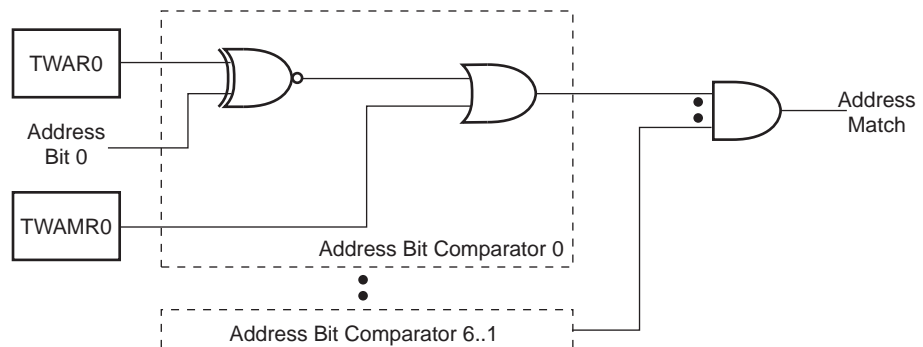 TWAR0
Address
Bit 0
TWAMR0
Address Bit Comparator 0
Address Bit Comparator 6..1
Address
Match